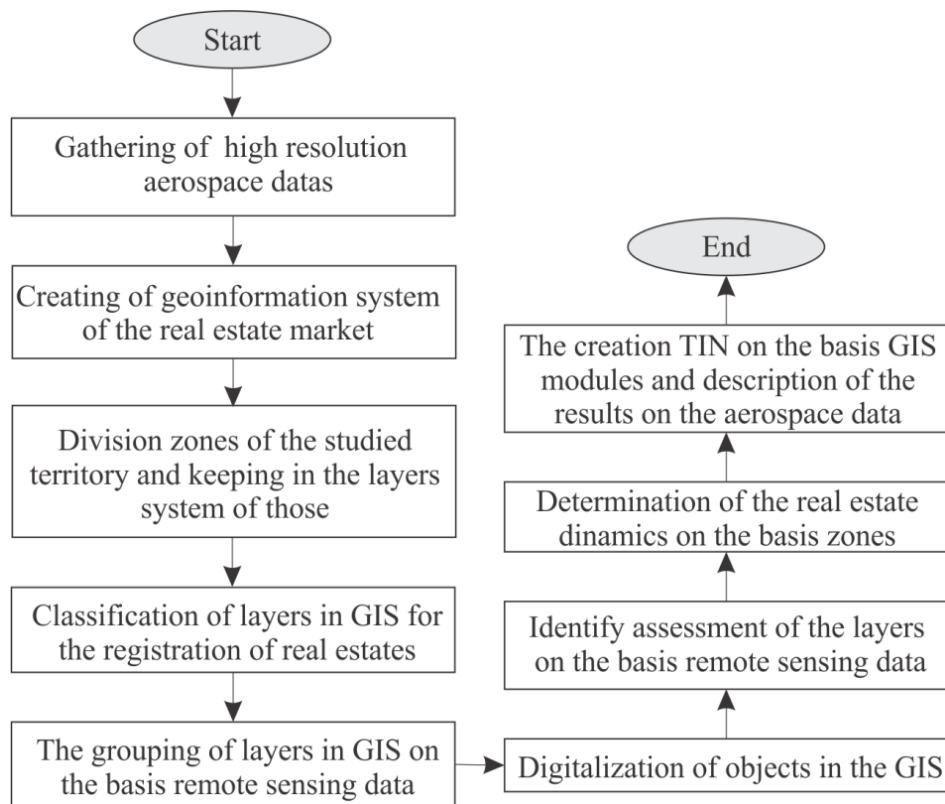 Start
Gathering of high resolution
aerospace datas
Creating of geoinformation system
of the real estate market
Division zones of the studied
territory and keeping in the layers
system of those
Classification of layers in GIS for
the registration of real estates
The grouping of layers in GIS on
the basis remote sensing data
Digitalization of objects in the GIS
Identify assessment of the layers
on the basis remote sensing data
Determination of the real estate
dinamics on the basis zones
The creation TIN on the basis GIS
modules and description of the
results on the aerospace data
End